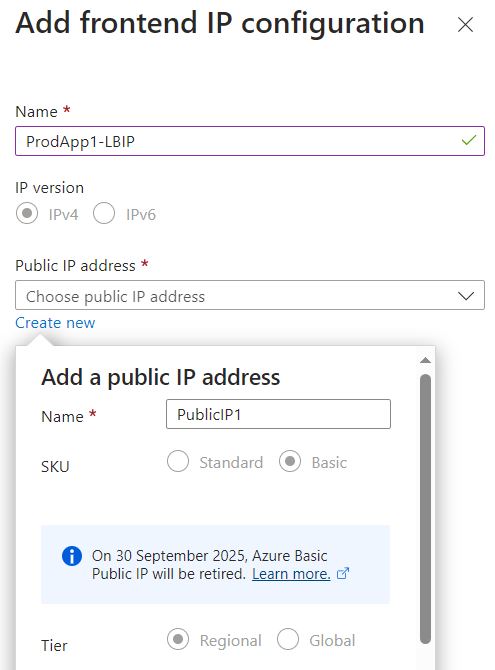 Add frontend IP configuration
Name *
ProdApp1-LBIP
IP version
IPv4 IPv6
Public IP address *
Choose public IP address
Create new
Add a public IP address
Name * PublicIP1
SKU Standard Basic
On 30 September 2025, Azure Basic
Public IP will be retired. Learn more.
Tier Regional Global